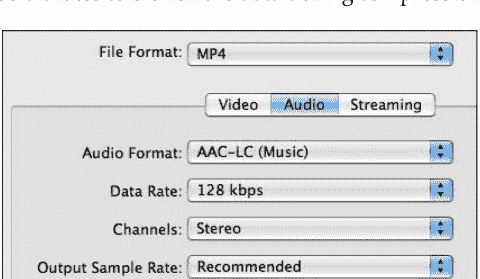 File Format: MP4
Video Audio Streaming
Audio Format: AAC-LC (Music)
Data Rate: 128 kbps
Channels: Stereo
Output Sample Rate: Recommended